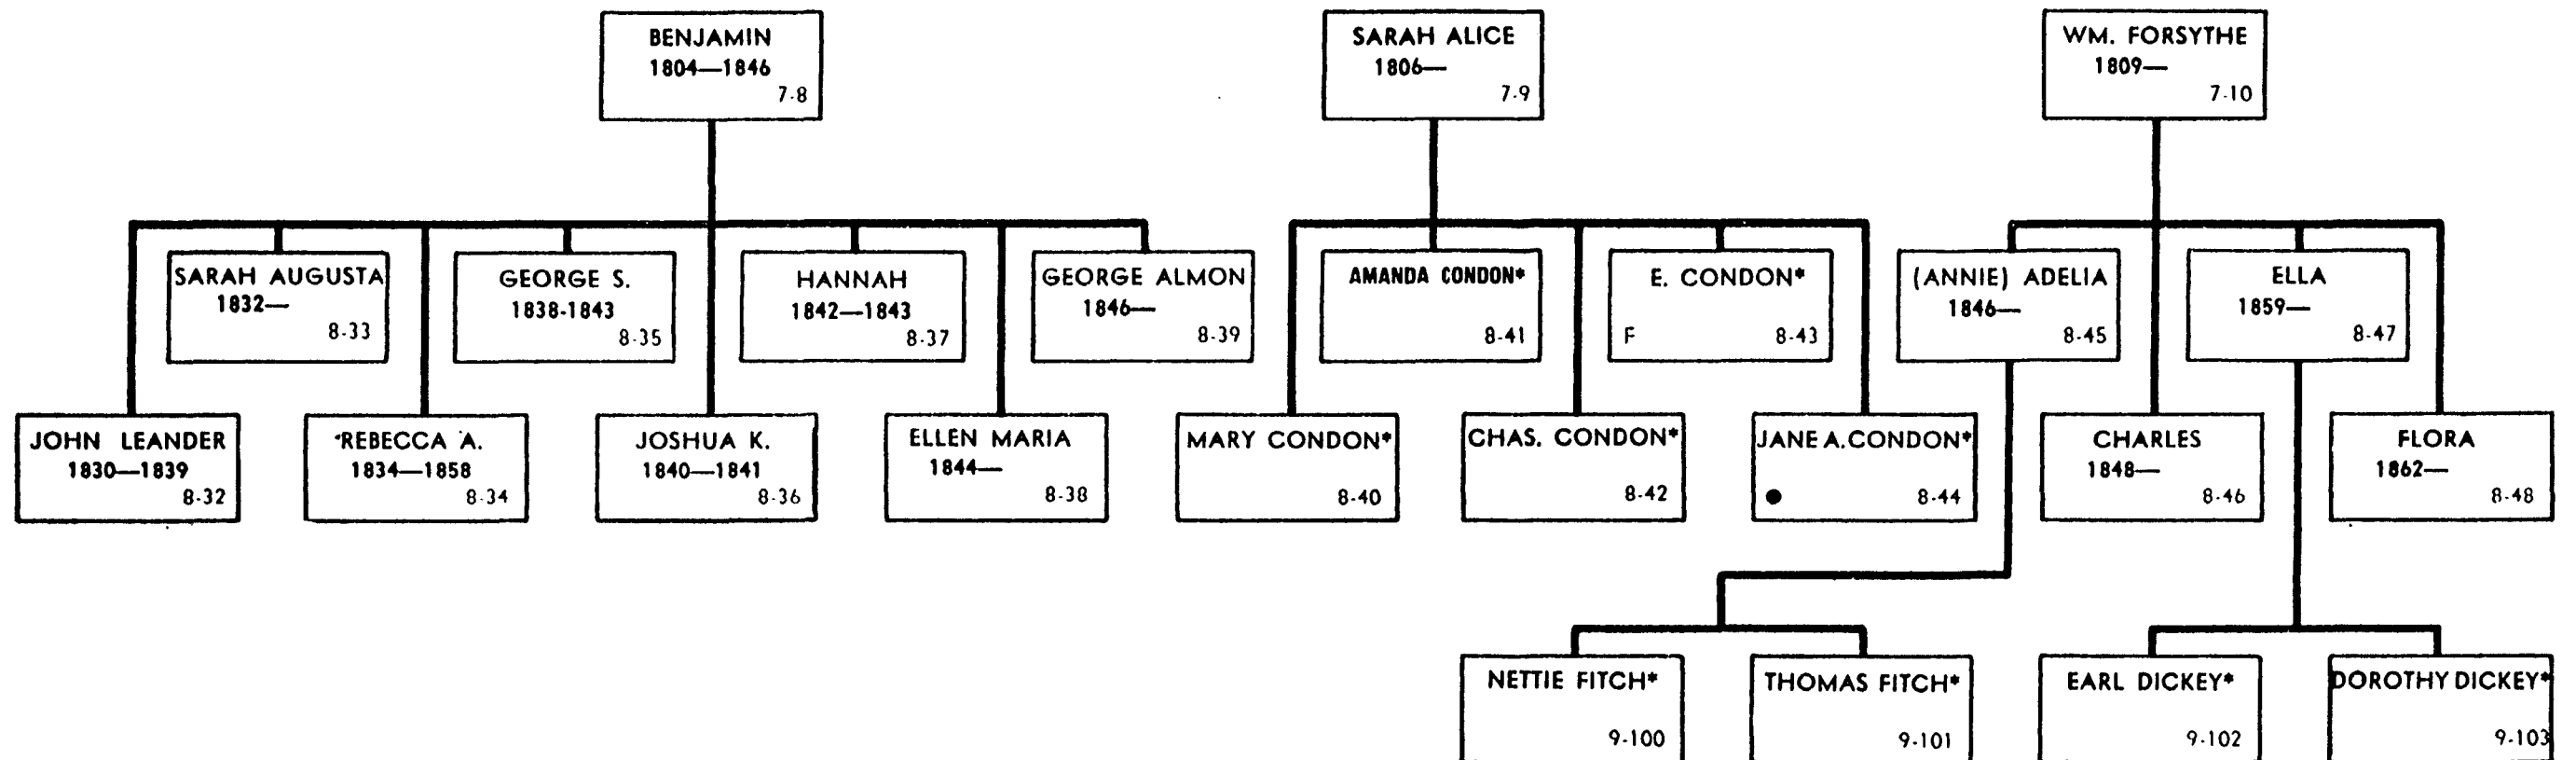 BENJAMIN
1804—1846
7-8
SARAH ALICE
1806—
7-9
WM. FORSYTHE
1809—
7-10
SARAH AUGUSTA
1832—
8-33
GEORGE S.
1838-1843
8-35
HANNAH
1842—1843
8-37
GEORGE ALMON
1846—
8-39
AMANDA CONDON*
8-41
E. CONDON*
F 8-43
(ANNIE) ADELIA
1846—
8-45
ELLA
1859—
8-47
JOHN LEANDER
1830—1839
8-32
REBECCA A.
1834—1858
8-34
JOSHUA K.
1840—1841
8-36
ELLEN MARIA
1844—
8-38
MARY CONDON*
8-40
CHAS. CONDON*
8-42
JANE A. CONDON*
● 8-44
CHARLES
1848—
8-46
FLORA
1862—
8-48
NETTIE FITCH*
9-100
THOMAS FITCH*
9-101
EARL DICKEY*
9-102
DOROTHY DICKEY*
9-103